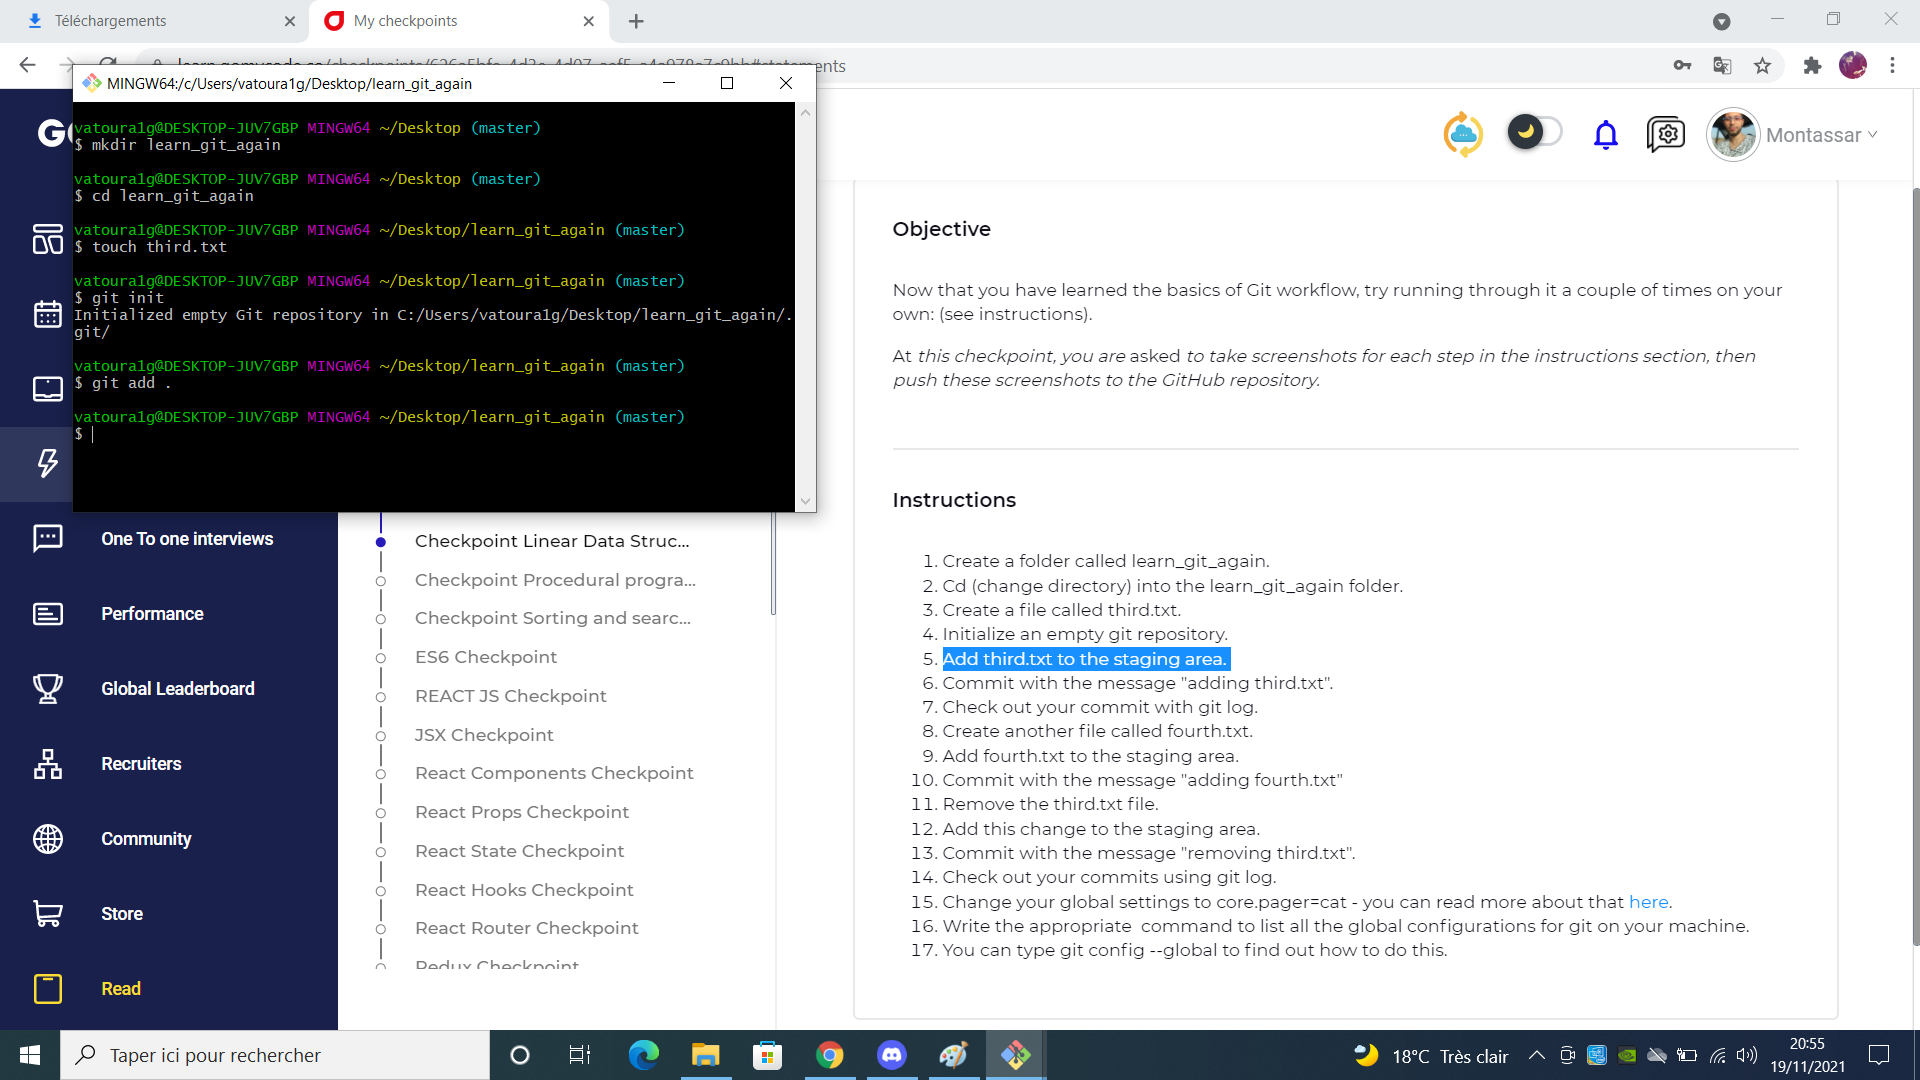 Téléchargements
My checkpoints
MINGW64:/c/Users/vatoura1g/Desktop/learn_git_again
vatoura1g@DESKTOP-JUV7GBP MINGW64 ~/Desktop (master)
$ mkdir learn_git_again
vatoura1g@DESKTOP-JUV7GBP MINGW64 ~/Desktop (master)
$ cd learn_git_again
vatoura1g@DESKTOP-JUV7GBP MINGW64 ~/Desktop/learn_git_again (master)
$ touch third.txt
vatoura1g@DESKTOP-JUV7GBP MINGW64 ~/Desktop/learn_git_again (master)
$ git init
Initialized empty Git repository in C:/Users/vatoura1g/Desktop/learn_git_again/.
git/
vatoura1g@DESKTOP-JUV7GBP MINGW64 ~/Desktop/learn_git_again (master)
$ git add .
vatoura1g@DESKTOP-JUV7GBP MINGW64 ~/Desktop/learn_git_again (master)
$
Montassar
One To one interviews
Performance
Global Leaderboard
Recruiters
Community
Store
Read
Checkpoint Linear Data Struc...
Checkpoint Procedural progra...
Checkpoint Sorting and searc...
ES6 Checkpoint
REACT JS Checkpoint
JSX Checkpoint
React Components Checkpoint
React Props Checkpoint
React State Checkpoint
React Hooks Checkpoint
React Router Checkpoint
Redux Checkpoint
Objective
Now that you have learned the basics of Git workflow, try running through it a couple of times on your
own: (see instructions).
At this checkpoint, you are asked to take screenshots for each step in the instructions section, then
push these screenshots to the GitHub repository.
Instructions
1. Create a folder called learn_git_again.
2. Cd (change directory) into the learn_git_again folder.
3. Create a file called third.txt.
4. Initialize an empty git repository.
5. Add third.txt to the staging area.
6. Commit with the message "adding third.txt".
7. Check out your commit with git log.
8. Create another file called fourth.txt.
9. Add fourth.txt to the staging area.
10. Commit with the message "adding fourth.txt"
11. Remove the third.txt file.
12. Add this change to the staging area.
13. Commit with the message "removing third.txt".
14. Check out your commits using git log.
15. Change your global settings to core.pager=cat - you can read more about that here.
16. Write the appropriate command to list all the global configurations for git on your machine.
17. You can type git config --global to find out how to do this.
Taper ici pour rechercher
18°C Très clair
20:55
19/11/2021